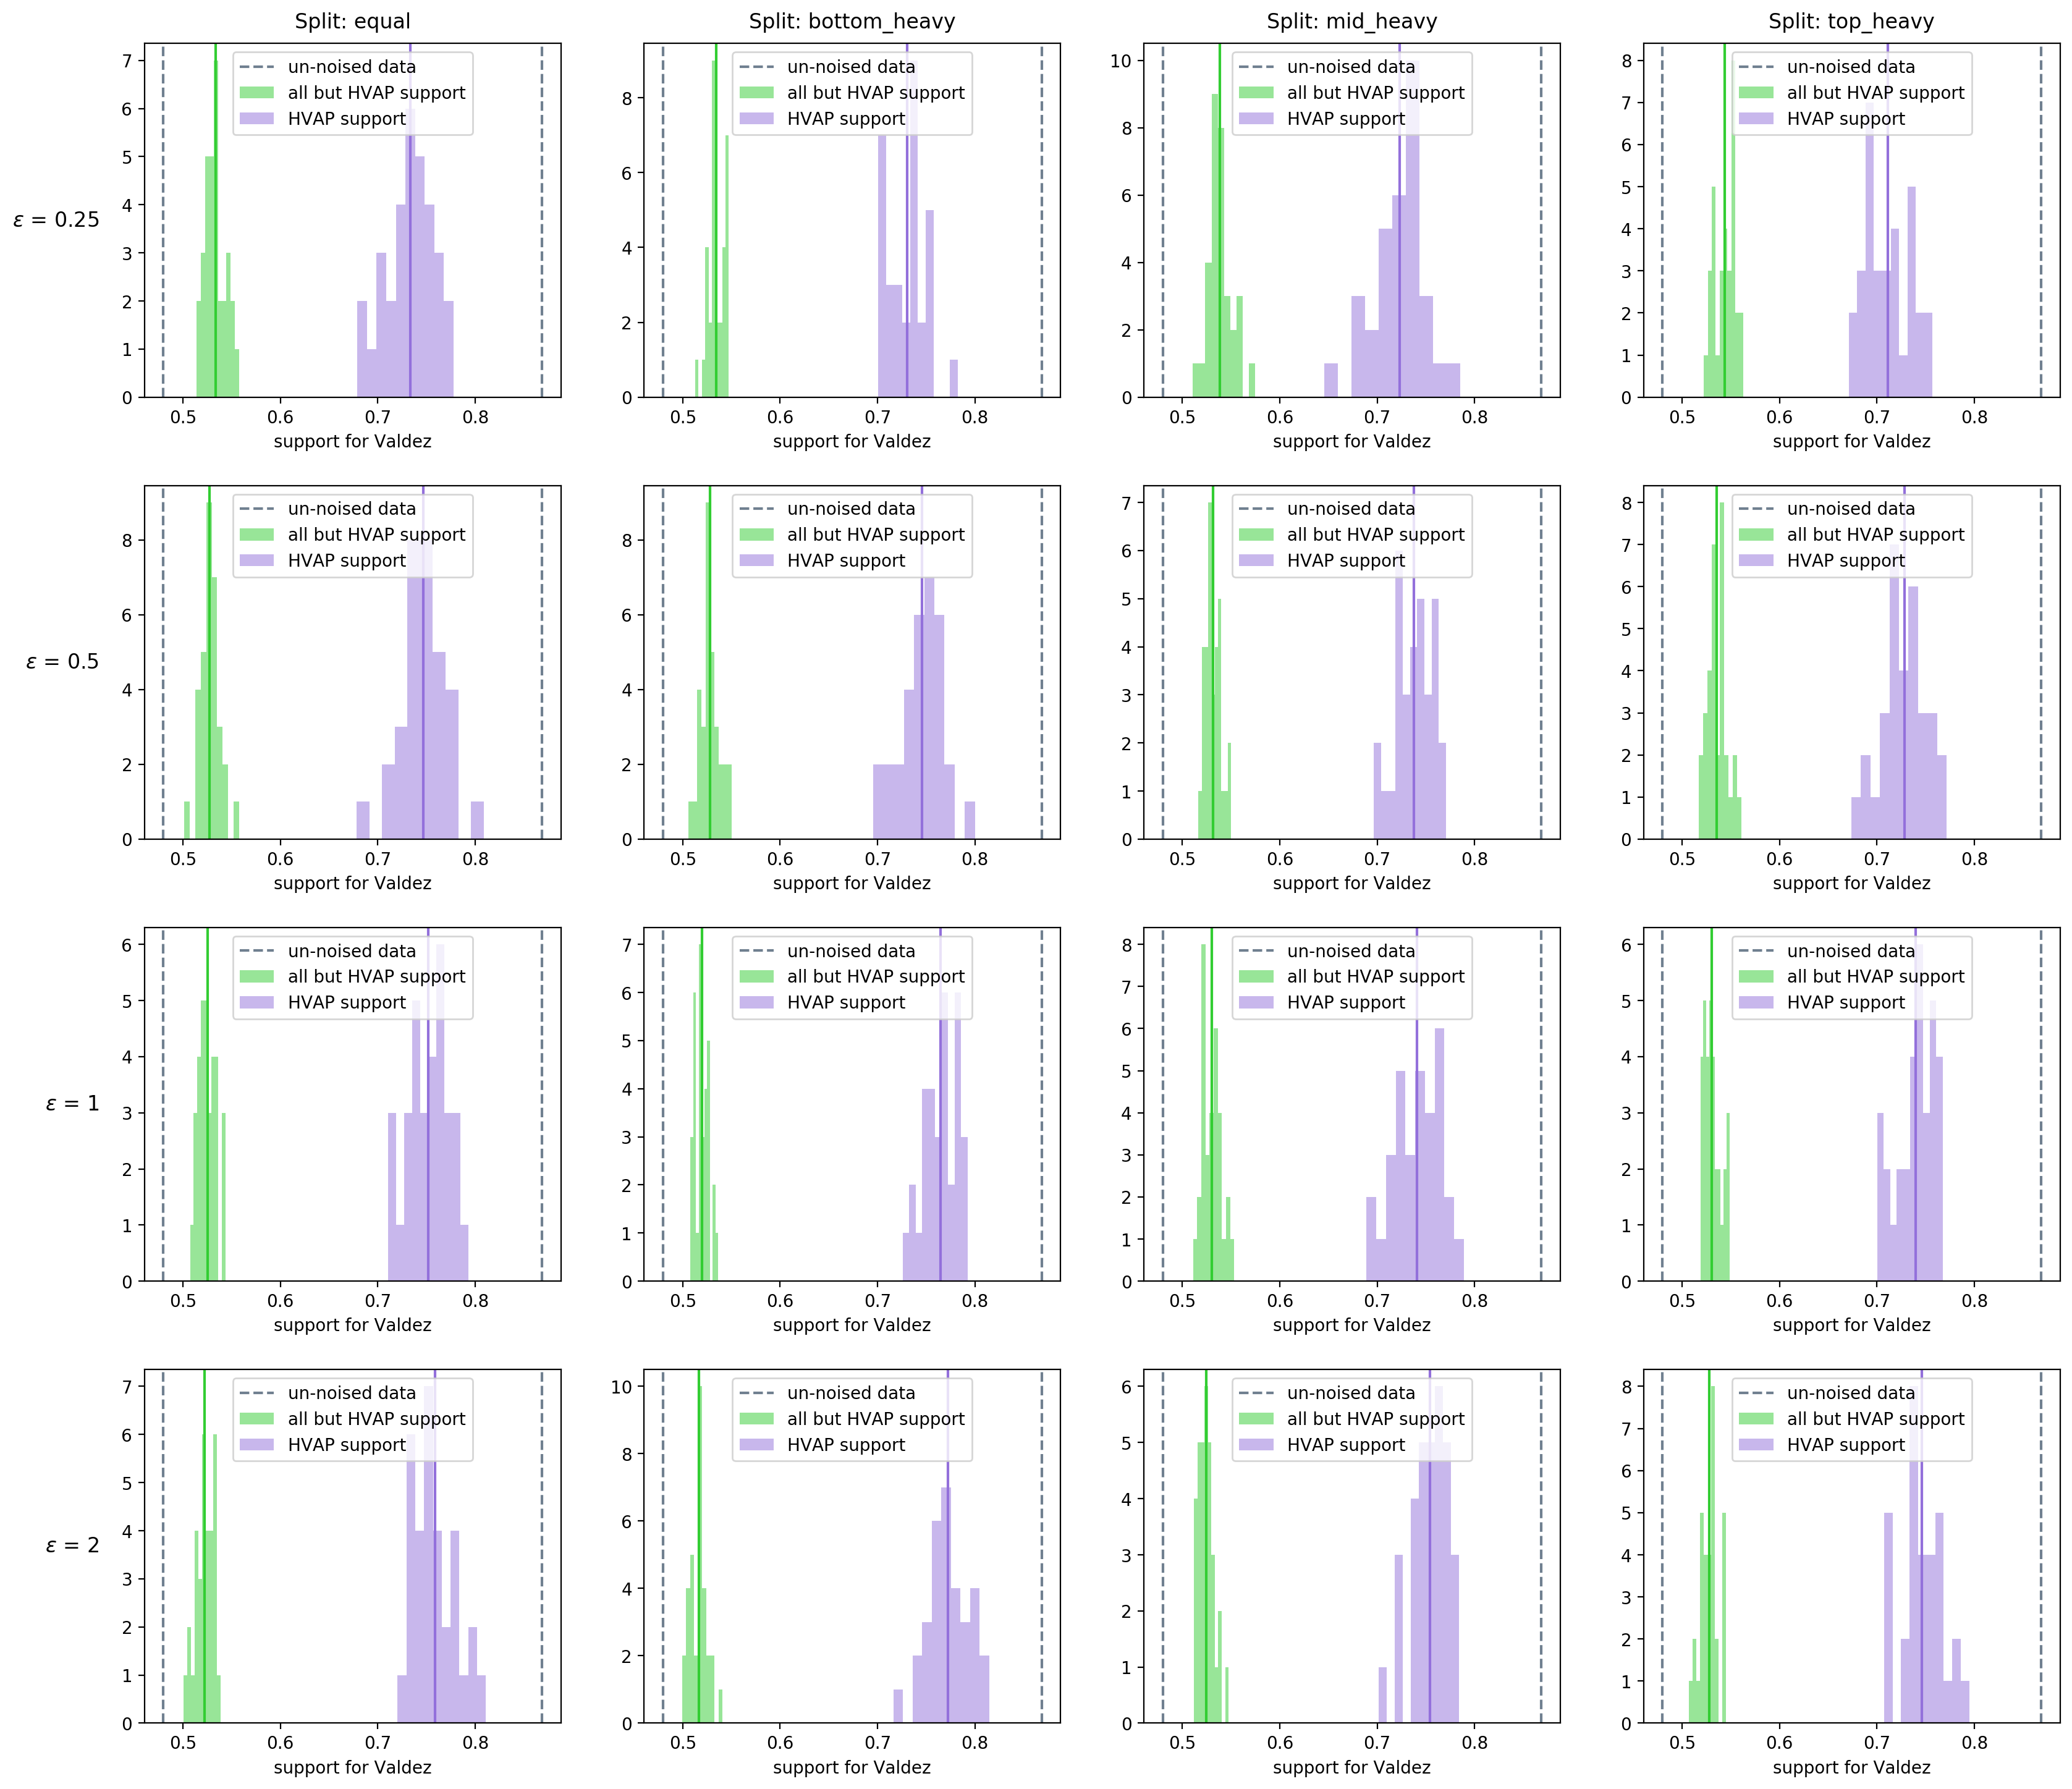 Split: equal
Split: bottom_heavy
Split: mid_heavy
Split: top_heavy
ε = 0.25
7
6
5
4
3
2
1
0
un-noised data
all but HVAP support
HVAP support
0.5 0.6 0.7 0.8
support for Valdez
8
6
4
2
0
un-noised data
all but HVAP support
HVAP support
0.5 0.6 0.7 0.8
support for Valdez
10
8
6
4
2
0
un-noised data
all but HVAP support
HVAP support
0.5 0.6 0.7 0.8
support for Valdez
8
7
6
5
4
3
2
1
0
un-noised data
all but HVAP support
HVAP support
0.5 0.6 0.7 0.8
support for Valdez
ε = 0.5
8
6
4
2
0
un-noised data
all but HVAP support
HVAP support
0.5 0.6 0.7 0.8
support for Valdez
8
6
4
2
0
un-noised data
all but HVAP support
HVAP support
0.5 0.6 0.7 0.8
support for Valdez
7
6
5
4
3
2
1
0
un-noised data
all but HVAP support
HVAP support
0.5 0.6 0.7 0.8
support for Valdez
8
7
6
5
4
3
2
1
0
un-noised data
all but HVAP support
HVAP support
0.5 0.6 0.7 0.8
support for Valdez
ε = 1
6
5
4
3
2
1
0
un-noised data
all but HVAP support
HVAP support
0.5 0.6 0.7 0.8
support for Valdez
7
6
5
4
3
2
1
0
un-noised data
all but HVAP support
HVAP support
0.5 0.6 0.7 0.8
support for Valdez
8
7
6
5
4
3
2
1
0
un-noised data
all but HVAP support
HVAP support
0.5 0.6 0.7 0.8
support for Valdez
6
5
4
3
2
1
0
un-noised data
all but HVAP support
HVAP support
0.5 0.6 0.7 0.8
support for Valdez
ε = 2
7
6
5
4
3
2
1
0
un-noised data
all but HVAP support
HVAP support
0.5 0.6 0.7 0.8
support for Valdez
10
8
6
4
2
0
un-noised data
all but HVAP support
HVAP support
0.5 0.6 0.7 0.8
support for Valdez
6
5
4
3
2
1
0
un-noised data
all but HVAP support
HVAP support
0.5 0.6 0.7 0.8
support for Valdez
8
7
6
5
4
3
2
1
0
un-noised data
all but HVAP support
HVAP support
0.5 0.6 0.7 0.8
support for Valdez